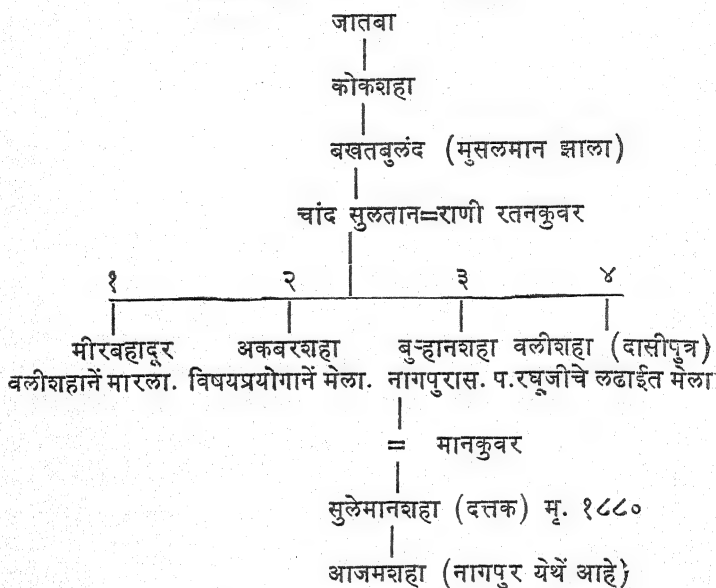 जातबा
कोकशहा
बखतबुलंद (मुसलमान झाला)
चांद सुलतान=राणी रतनकुवर
१ २ ३ ४
मीरबहादूर अकबरशहा बुऱ्हानशहा वलीशहा (दासीपुत्र)
वलीशहानें मारला. विषयप्रयोगानें मेला. नागपुरास. प.रघूजीचे लढाईत मेला
= मानकुवर
सुलेमानशहा (दत्तक) मृ. १८८०
आजमशहा (नागपुर येथें आहे)